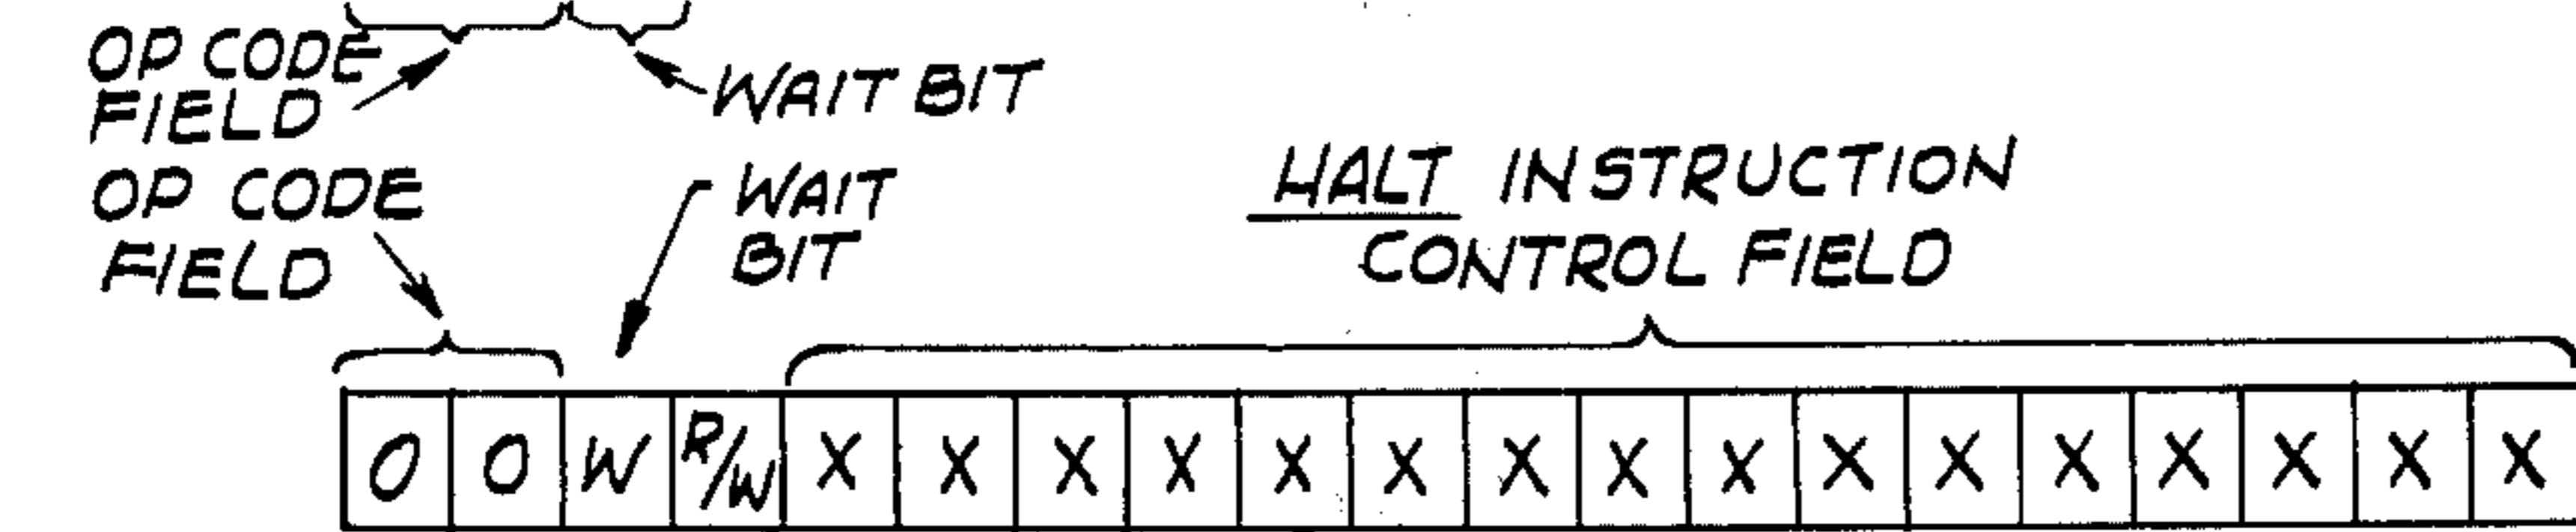 OP CODE
FIELD
WAIT BIT
OP CODE
FIELD
WAIT
BIT
HALT INSTRUCTION
CONTROL FIELD
0 0 W R/W X X X X X X X X X X X X X X X X